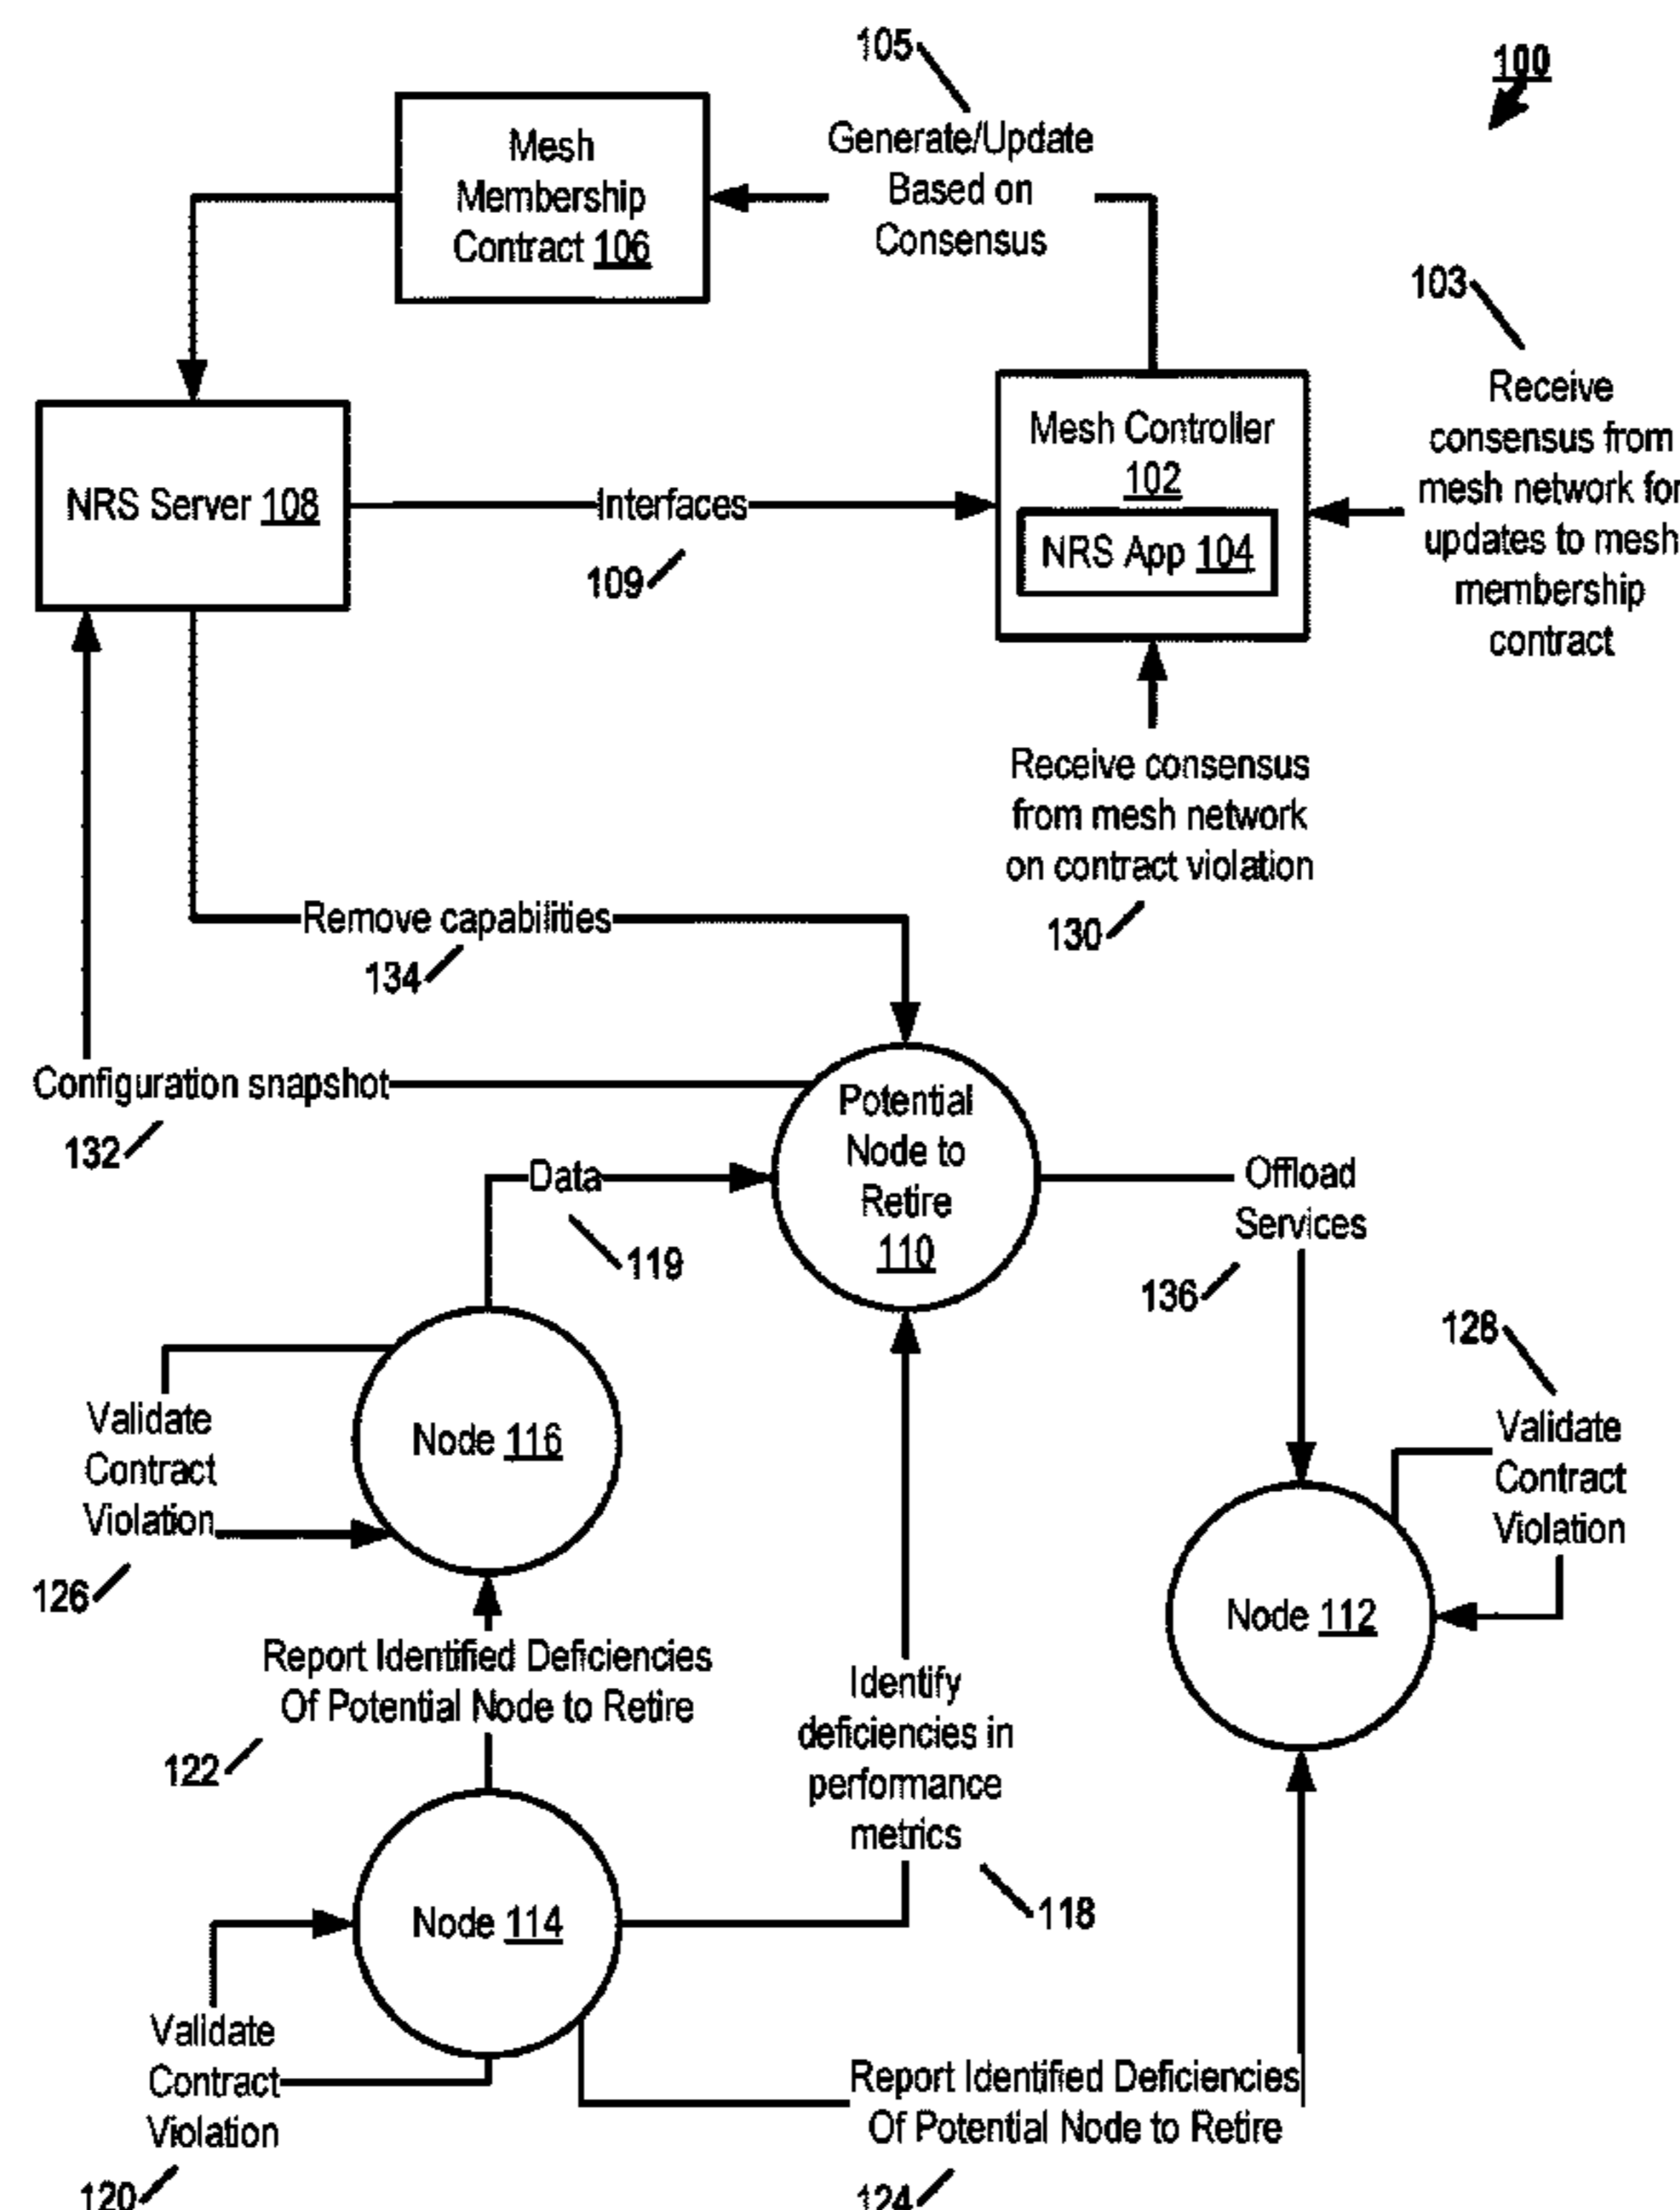 105
100
Generate/Update
Based on
Consensus
Mesh
Membership
Contract 106
103
Receive
consensus from
mesh network for
updates to mesh
membership
contract
Mesh Controller
102
NRS App 104
NRS Server 108
Interfaces
109
Receive consensus
from mesh network
on contract violation
130
Remove capabilities
134
Configuration snapshot
132
Potential
Node to
Retire
110
Data
119
Offload
Services
136
128
Validate
Contract
Violation
Node 116
Validate
Contract
Violation
126
Node 112
Report Identified Deficiencies
Of Potential Node to Retire
122
Identify
deficiencies in
performance
metrics
118
Node 114
Validate
Contract
Violation
120
Report Identified Deficiencies
Of Potential Node to Retire
124